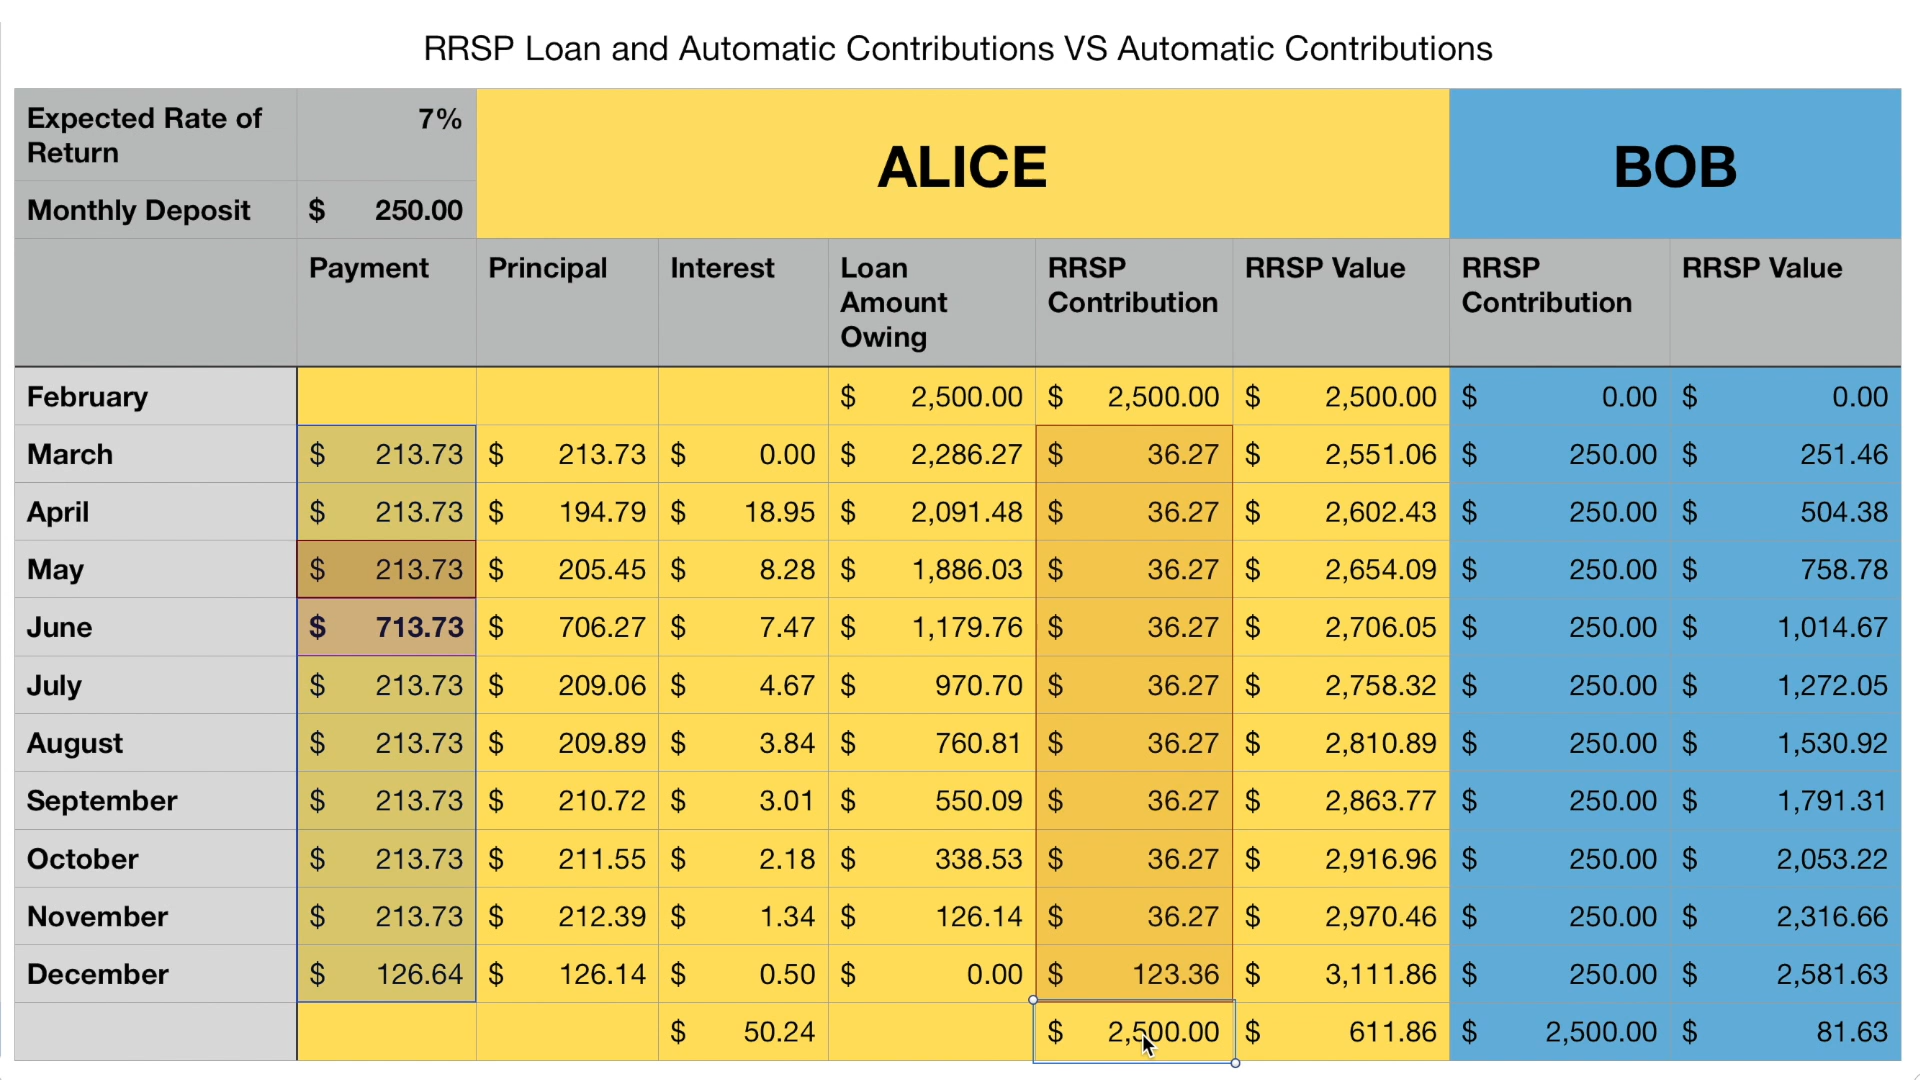 RRSP Loan and Automatic Contributions VS Automatic Contributions
Expected Rate of Return 7%
ALICE
BOB
Monthly Deposit $ 250.00
Payment Principal Interest Loan Amount Owing RRSP Contribution RRSP Value RRSP Contribution RRSP Value
February $ 2,500.00 $ 2,500.00 $ 2,500.00 $ 0.00 $ 0.00
March $ 213.73 $ 213.73 $ 0.00 $ 2,286.27 $ 36.27 $ 2,551.06 $ 250.00 $ 251.46
April $ 213.73 $ 194.79 $ 18.95 $ 2,091.48 $ 36.27 $ 2,602.43 $ 250.00 $ 504.38
May $ 213.73 $ 205.45 $ 8.28 $ 1,886.03 $ 36.27 $ 2,654.09 $ 250.00 $ 758.78
June $ 713.73 $ 706.27 $ 7.47 $ 1,179.76 $ 36.27 $ 2,706.05 $ 250.00 $ 1,014.67
July $ 213.73 $ 209.06 $ 4.67 $ 970.70 $ 36.27 $ 2,758.32 $ 250.00 $ 1,272.05
August $ 213.73 $ 209.89 $ 3.84 $ 760.81 $ 36.27 $ 2,810.89 $ 250.00 $ 1,530.92
September $ 213.73 $ 210.72 $ 3.01 $ 550.09 $ 36.27 $ 2,863.77 $ 250.00 $ 1,791.31
October $ 213.73 $ 211.55 $ 2.18 $ 338.53 $ 36.27 $ 2,916.96 $ 250.00 $ 2,053.22
November $ 213.73 $ 212.39 $ 1.34 $ 126.14 $ 36.27 $ 2,970.46 $ 250.00 $ 2,316.66
December $ 126.64 $ 126.14 $ 0.50 $ 0.00 $ 123.36 $ 3,111.86 $ 250.00 $ 2,581.63
$ 50.24 $ 2,500.00 $ 611.86 $ 2,500.00 $ 81.63